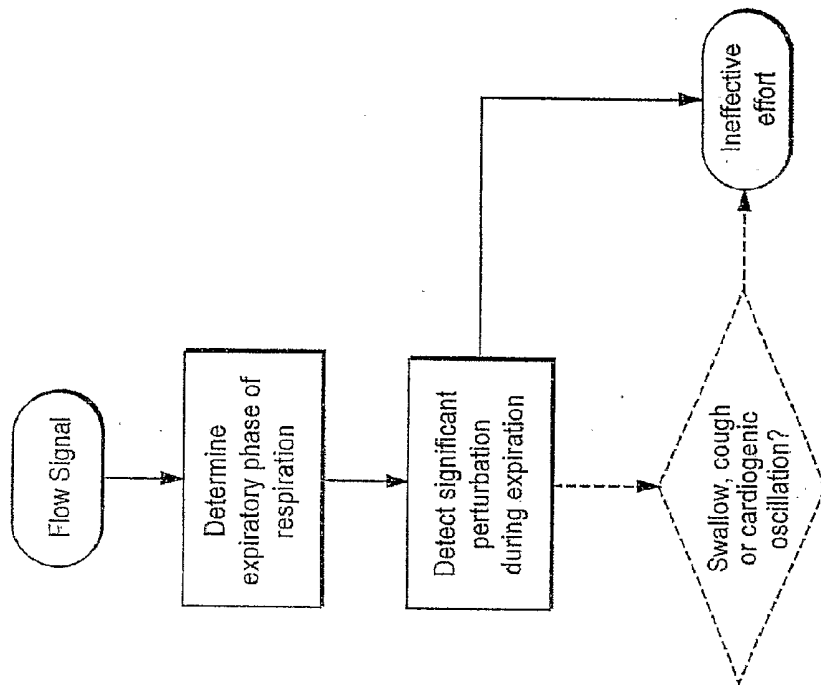 Flow Signal
Determine
expiratory phase of
respiration
Detect significant
perturbation
during expiration
Swallow, cough
or cardiogenic
oscillation?
Ineffective
effort